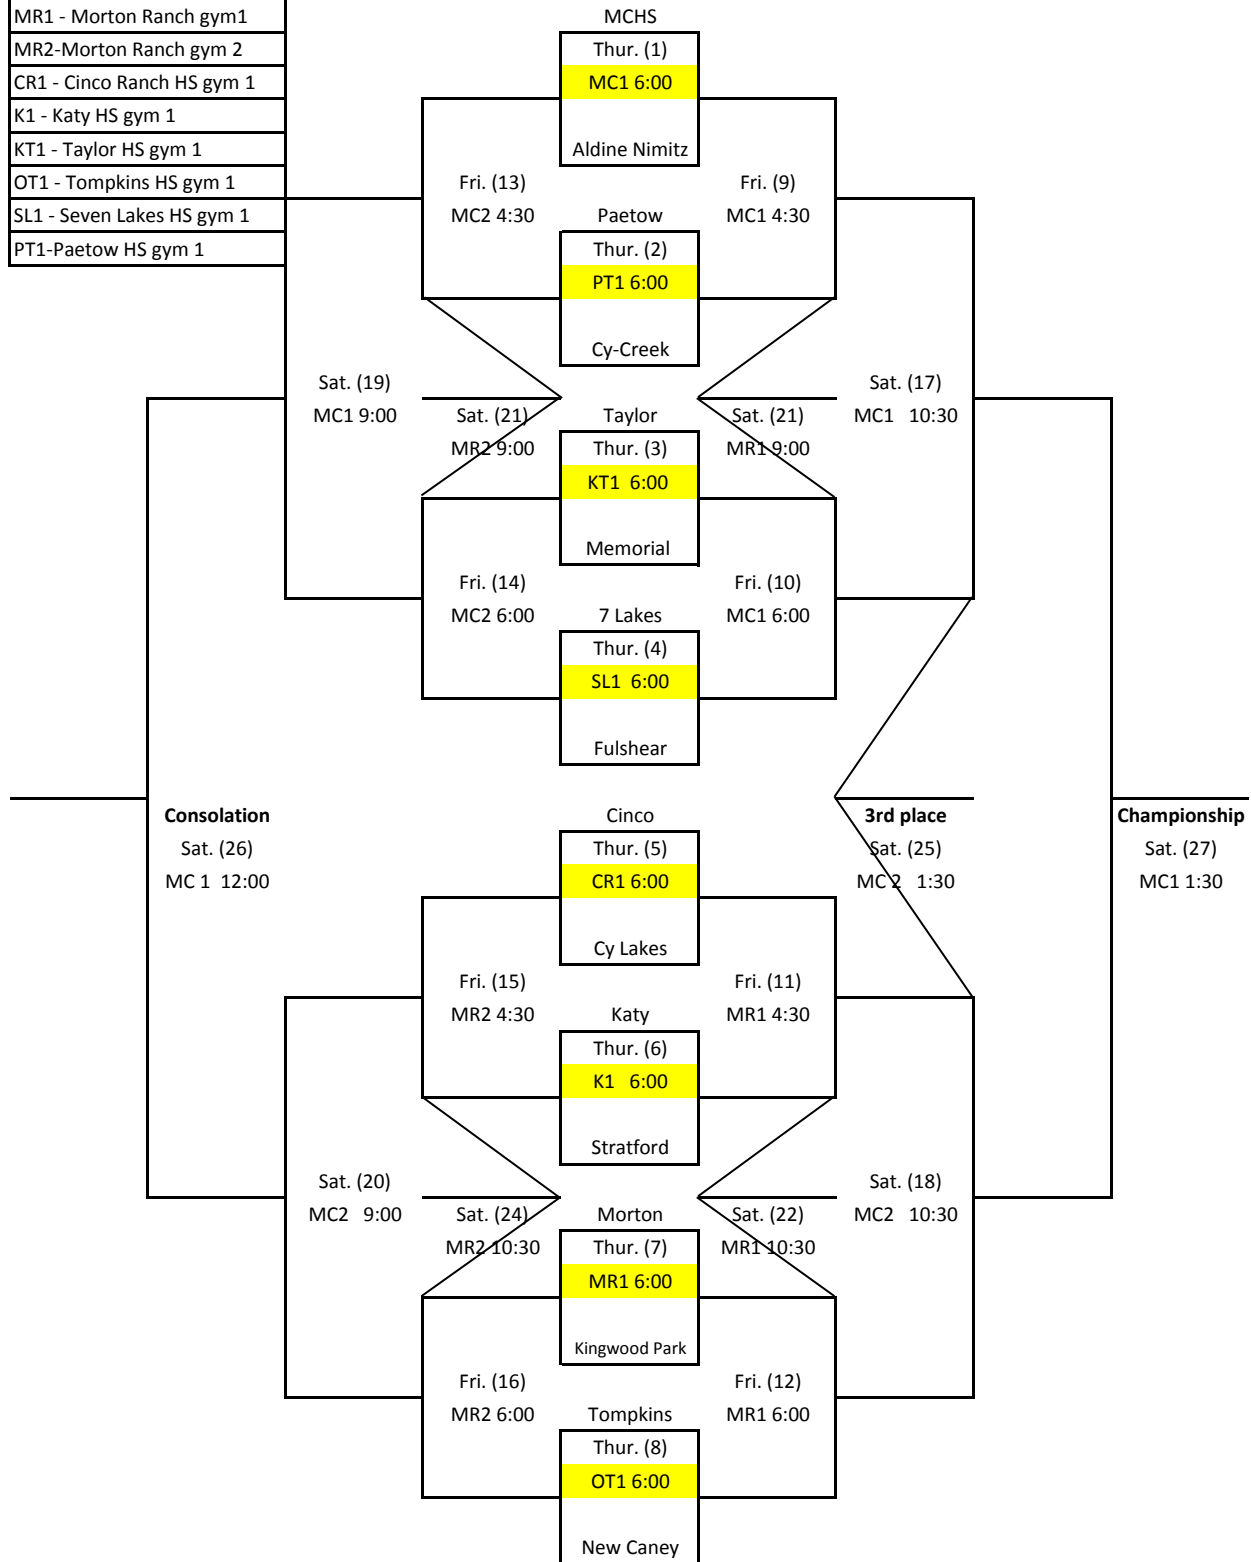 MR1 - Morton Ranch gym1
MR2-Morton Ranch gym 2
CR1 - Cinco Ranch HS gym 1
K1 - Katy HS gym 1
KT1 - Taylor HS gym 1
OT1 - Tompkins HS gym 1
SL1 - Seven Lakes HS gym 1
PT1-Paetow HS gym 1
MCHS
Thur. (1)
MC1 6:00
Aldine Nimitz
Fri. (13)
MC2 4:30
Fri. (9)
MC1 4:30
Paetow
Thur. (2)
PT1 6:00
Cy-Creek
Sat. (19)
MC1 9:00
Sat. (21)
MR2 9:00
Taylor
Thur. (3)
KT1 6:00
Memorial
Sat. (21)
MR1 9:00
Sat. (17)
MC1 10:30
Fri. (14)
MC2 6:00
Fri. (10)
MC1 6:00
7 Lakes
Thur. (4)
SL1 6:00
Fulshear
Consolation
Sat. (26)
MC 1 12:00
Cinco
Thur. (5)
CR1 6:00
Cy Lakes
3rd place
Sat. (25)
MC 2 1:30
Championship
Sat. (27)
MC1 1:30
Fri. (15)
MR2 4:30
Fri. (11)
MR1 4:30
Katy
Thur. (6)
K1 6:00
Stratford
Sat. (20)
MC2 9:00
Sat. (24)
MR2 10:30
Morton
Thur. (7)
MR1 6:00
Kingwood Park
Sat. (22)
MR1 10:30
Sat. (18)
MC2 10:30
Fri. (16)
MR2 6:00
Fri. (12)
MR1 6:00
Tompkins
Thur. (8)
OT1 6:00
New Caney